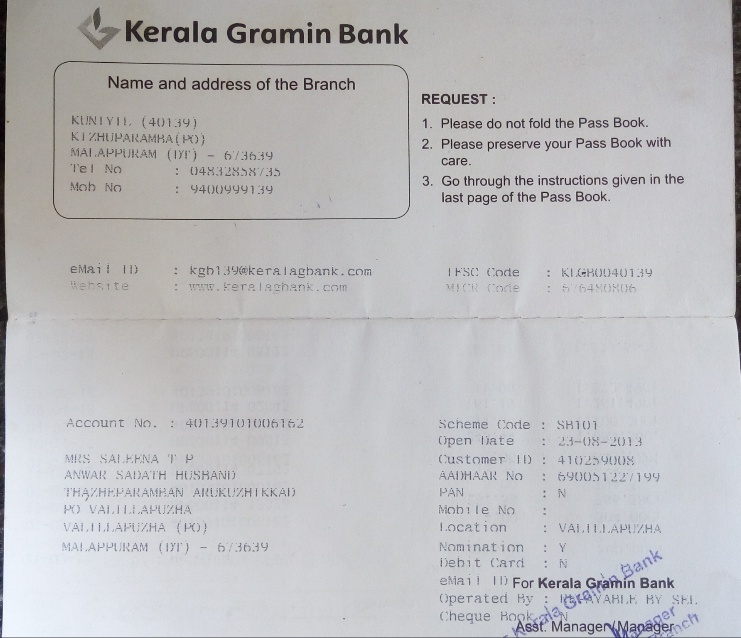 Kerala Gramin Bank
Name and address of the Branch
KUNIYIL (40139)
KIZHUPARAMBA(PO)
MALAPPURAM (DT) - 673639
Tel No : 04832858735
Mob No : 9400999139
REQUEST :
1. Please do not fold the Pass Book.
2. Please preserve your Pass Book with
care.
3. Go through the instructions given in the
last page of the Pass Book.
eMail ID : kgb139@keralagbank.com
Website : www.keralagbank.com
IFSC Code : KLGB0040139
MICR Code : 676480806
Account No. : 40139101006162
MRS SALEENA T P
ANWAR SADATH HUSBAND
THAZHEPARAMBAN ARUKUZHIKKAD
PO VALILLAPUZHA
VALILLAPUZHA (PO)
MALAPPURAM (DT) - 673639
Scheme Code : SB101
Open Date : 23-08-2013
Customer ID : 410259008
AADHAAR No : 690051227199
PAN : N
Mobile No :
Location : VALILLAPUZHA
Nomination : Y
Debit Card : N
eMail ID For Kerala Gramin Bank
Operated By : PAYABLE BY SEL
Cheque Book N
Asst. Manager/Manager
Kerala Gramin Bank
Manager